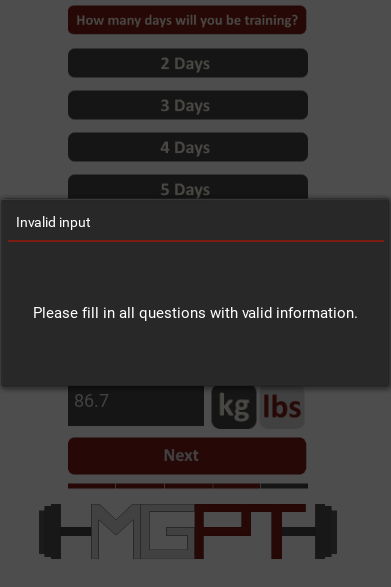 How many days will you be training?
2 Days
3 Days
4 Days
5 Days
Invalid input
Please fill in all questions with valid information.
86.7 kg lbs
Next
MGPT